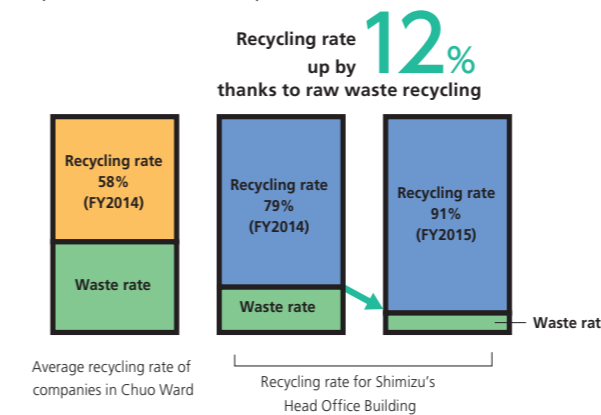 Recycling rate
up by 12%
thanks to raw waste recycling
Recycling rate
58%
(FY2014)
Waste rate
Recycling rate
79%
(FY2014)
Waste rate
Recycling rate
91%
(FY2015)
Waste rat
Average recycling rate of
companies in Chuo Ward
Recycling rate for Shimizu's
Head Office Building